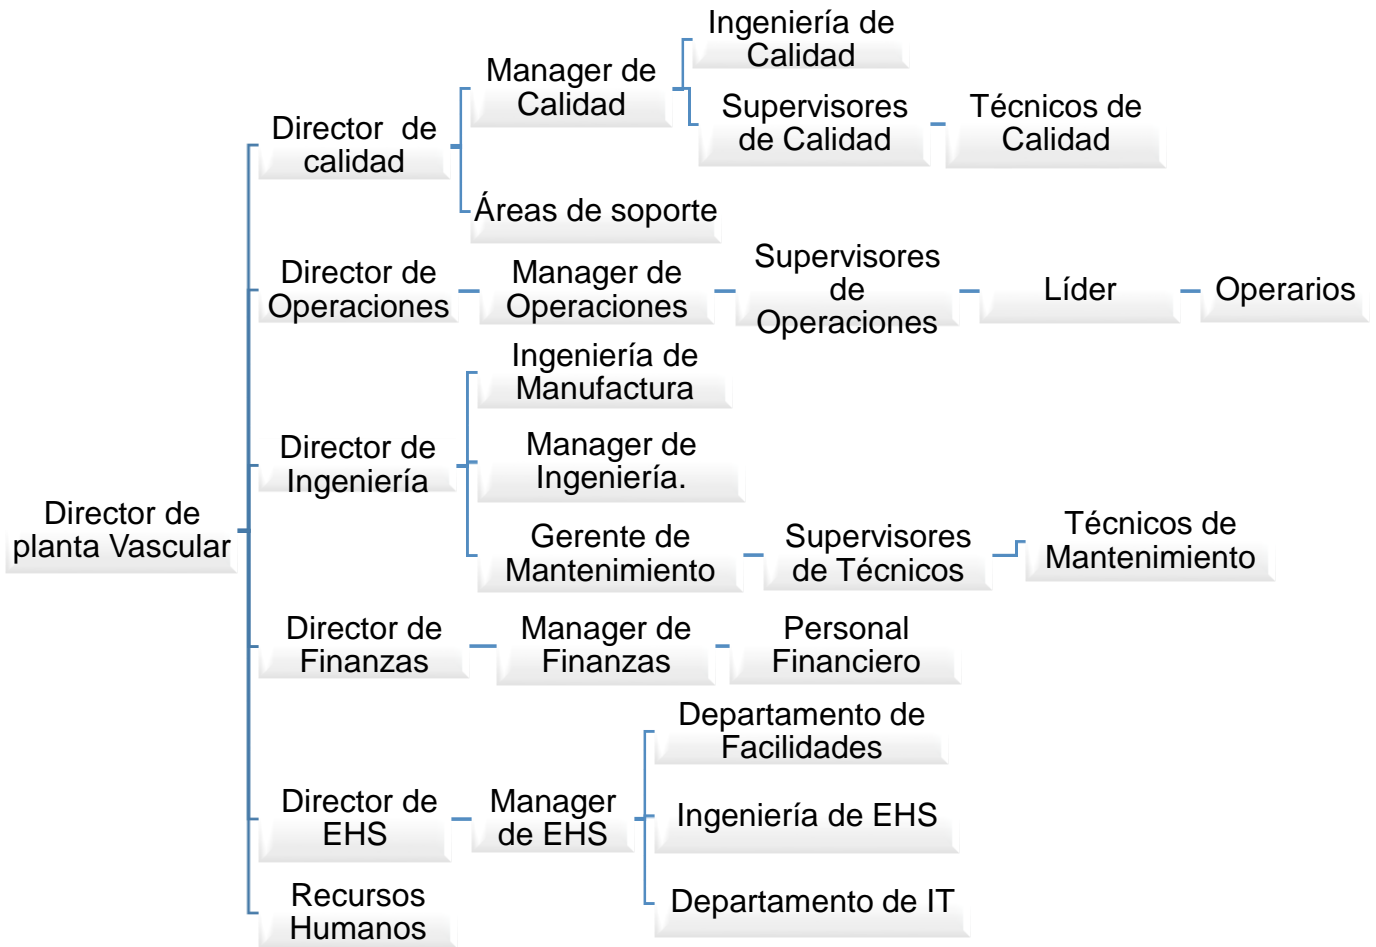 Director de
planta Vascular
Director de
calidad
Manager de
Calidad
Ingeniería de
Calidad
Supervisores
de Calidad
Técnicos de
Calidad
Áreas de soporte
Director de
Operaciones
Manager de
Operaciones
Supervisores
de
Operaciones
Líder
Operarios
Director de
Ingeniería
Ingeniería de
Manufactura
Manager de
Ingeniería.
Gerente de
Mantenimiento
Supervisores
de Técnicos
Técnicos de
Mantenimiento
Director de
Finanzas
Manager de
Finanzas
Personal
Financiero
Director de
EHS
Manager
de EHS
Departamento de
Facilidades
Ingeniería de EHS
Departamento de IT
Recursos
Humanos